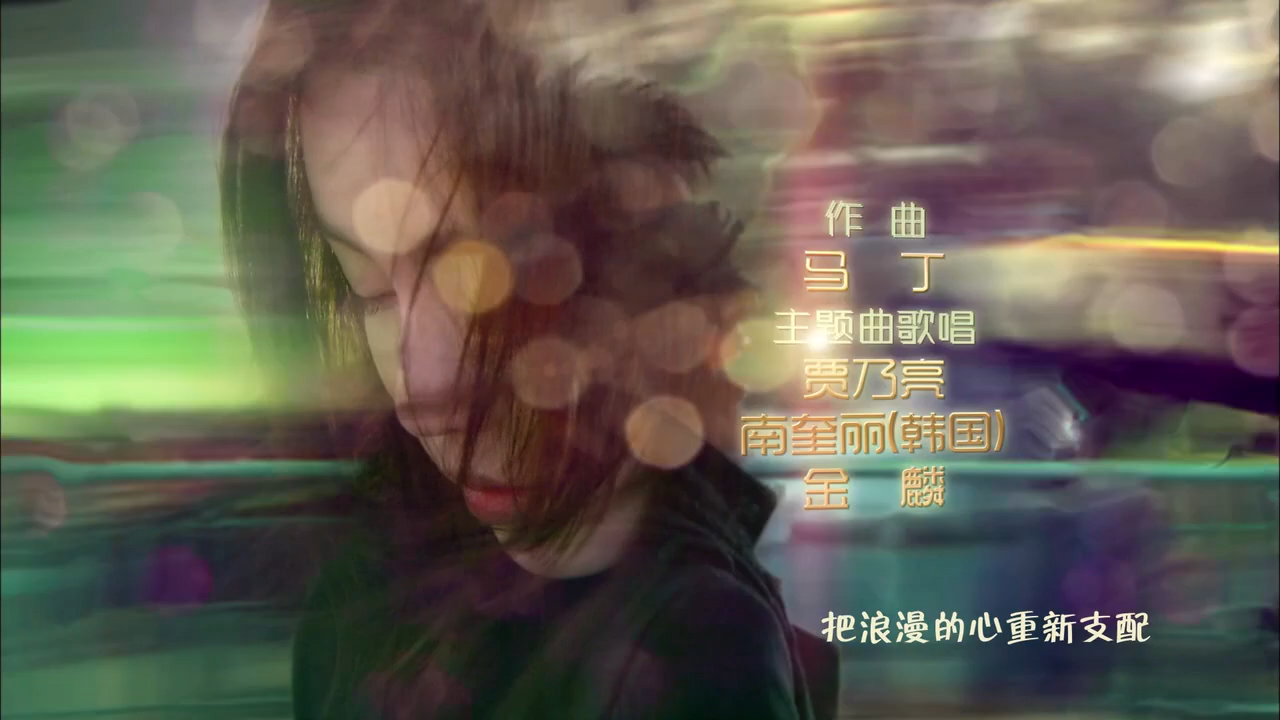 作 曲
马 丁
主题曲歌唱
贾乃亮
南奎丽(韩国)
金 麟
把浪漫的心重新支配